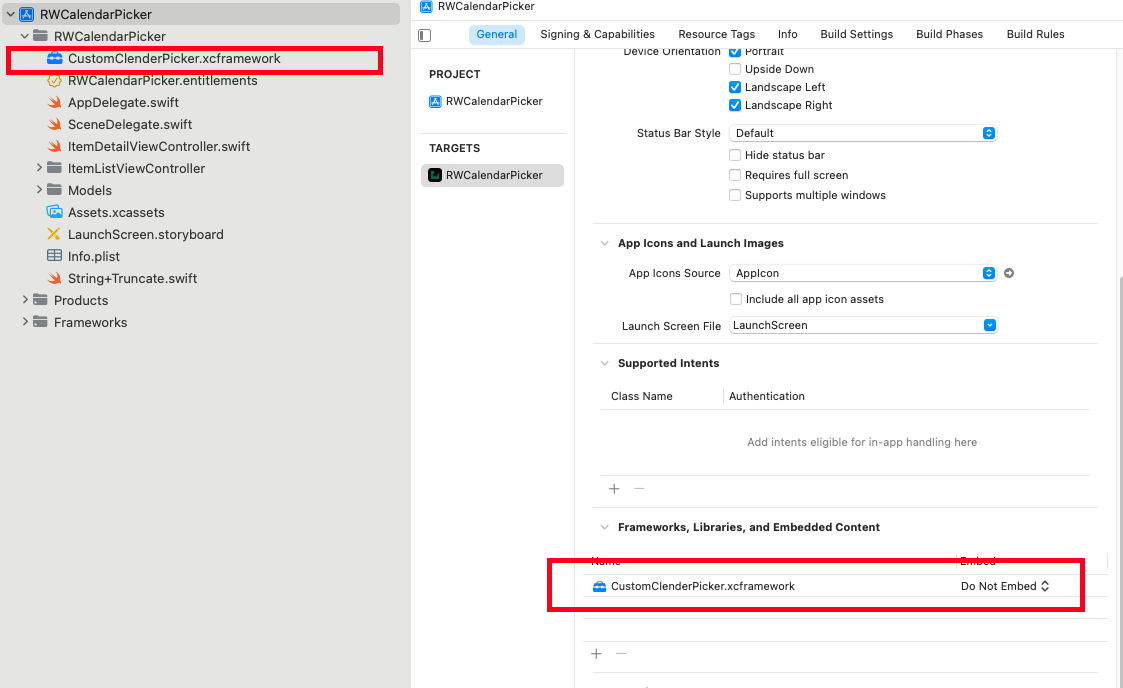 RWCalendarPicker
RWCalendarPicker
CustomClenderPicker.xcframework
RWCalendarPicker.entitlements
AppDelegate.swift
SceneDelegate.swift
ItemDetailViewController.swift
ItemListViewController
Models
Assets.xcassets
LaunchScreen.storyboard
Info.plist
String+Truncate.swift
Products
Frameworks
RWCalendarPicker
General Signing & Capabilities Resource Tags Info Build Settings Build Phases Build Rules
PROJECT
RWCalendarPicker
TARGETS
RWCalendarPicker
Device Orientation Portrait
Upside Down
Landscape Left
Landscape Right
Status Bar Style Default
Hide status bar
Requires full screen
Supports multiple windows
App Icons and Launch Images
App Icons Source AppIcon
Include all app icon assets
Launch Screen File LaunchScreen
Supported Intents
Class Name Authentication
Add intents eligible for in-app handling here
Frameworks, Libraries, and Embedded Content
Name Embed
CustomClenderPicker.xcframework Do Not Embed